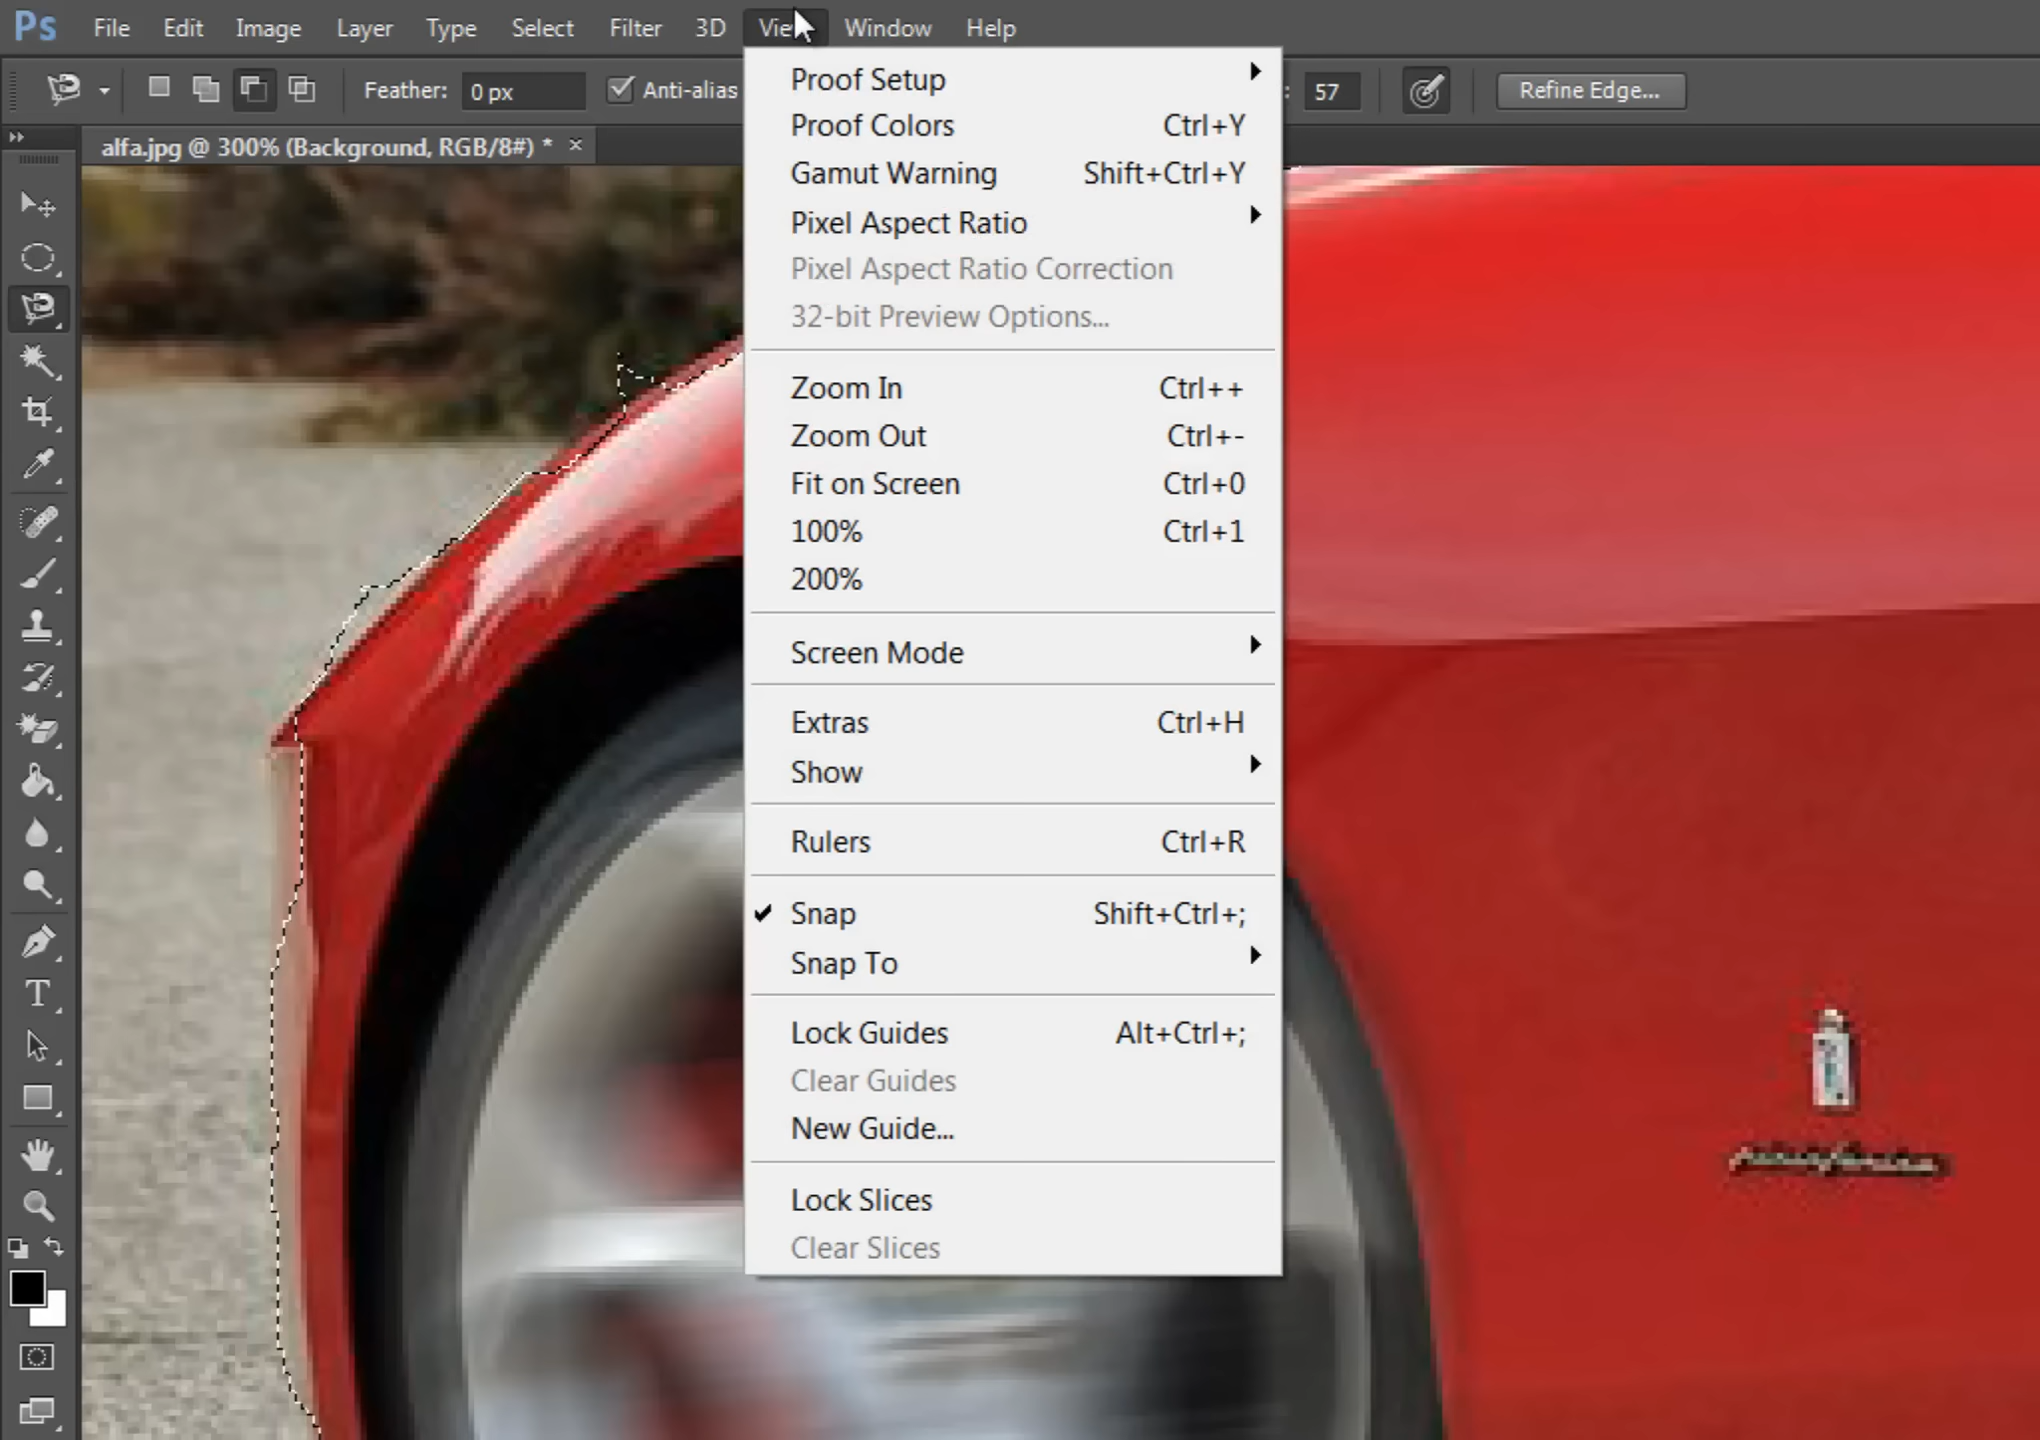 Ps File Edit Image Layer Type Select Filter 3D Window Help
Feather: 0 px Anti-alias : 57 Refine Edge...
alfa.jpg @ 300% (Background, RGB/8#) * ×
Proof Setup
Proof Colors Ctrl+Y
Gamut Warning Shift+Ctrl+Y
Pixel Aspect Ratio
Pixel Aspect Ratio Correction
32-bit Preview Options...
Zoom In Ctrl++
Zoom Out Ctrl+-
Fit on Screen Ctrl+0
100% Ctrl+1
200%
Screen Mode
Extras Ctrl+H
Show
Rulers Ctrl+R
Snap Shift+Ctrl+;
Snap To
Lock Guides Alt+Ctrl+;
Clear Guides
New Guide...
Lock Slices
Clear Slices